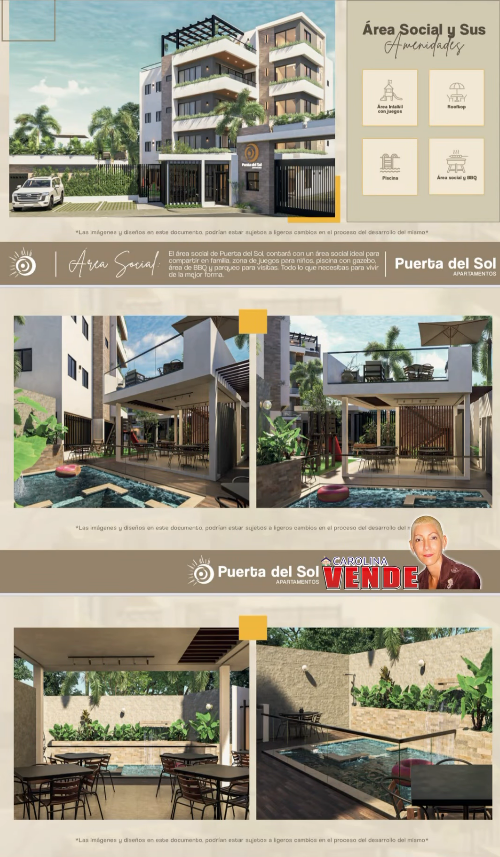 Área Social y Sus
Amenidades
Área Infatil
con juegos
Rooftop
Piscina
Área social y BBQ
Puerta del Sol
*Las imágenes y diseños en este documento, podrían estar sujetos a ligeros cambios en el proceso del desarrollo del mismo*
Área Social
El área social de Puerta del Sol, contará con un área social ideal para
compartir en familia, zona de juegos para niños, piscina con gazebo,
área de BBQ y parqueo para visitas. Todo lo que necesitas para vivir
de la mejor forma.
Puerta del Sol
APARTAMENTOS
*Las imágenes y diseños en este documento, podrían estar sujetos a ligeros cambios en el proceso del desarrollo del
Puerta del Sol
APARTAMENTOS
CAROLINA
VENDE
*Las imágenes y diseños en este documento, podrían estar sujetos a ligeros cambios en el proceso del desarrollo del mismo*